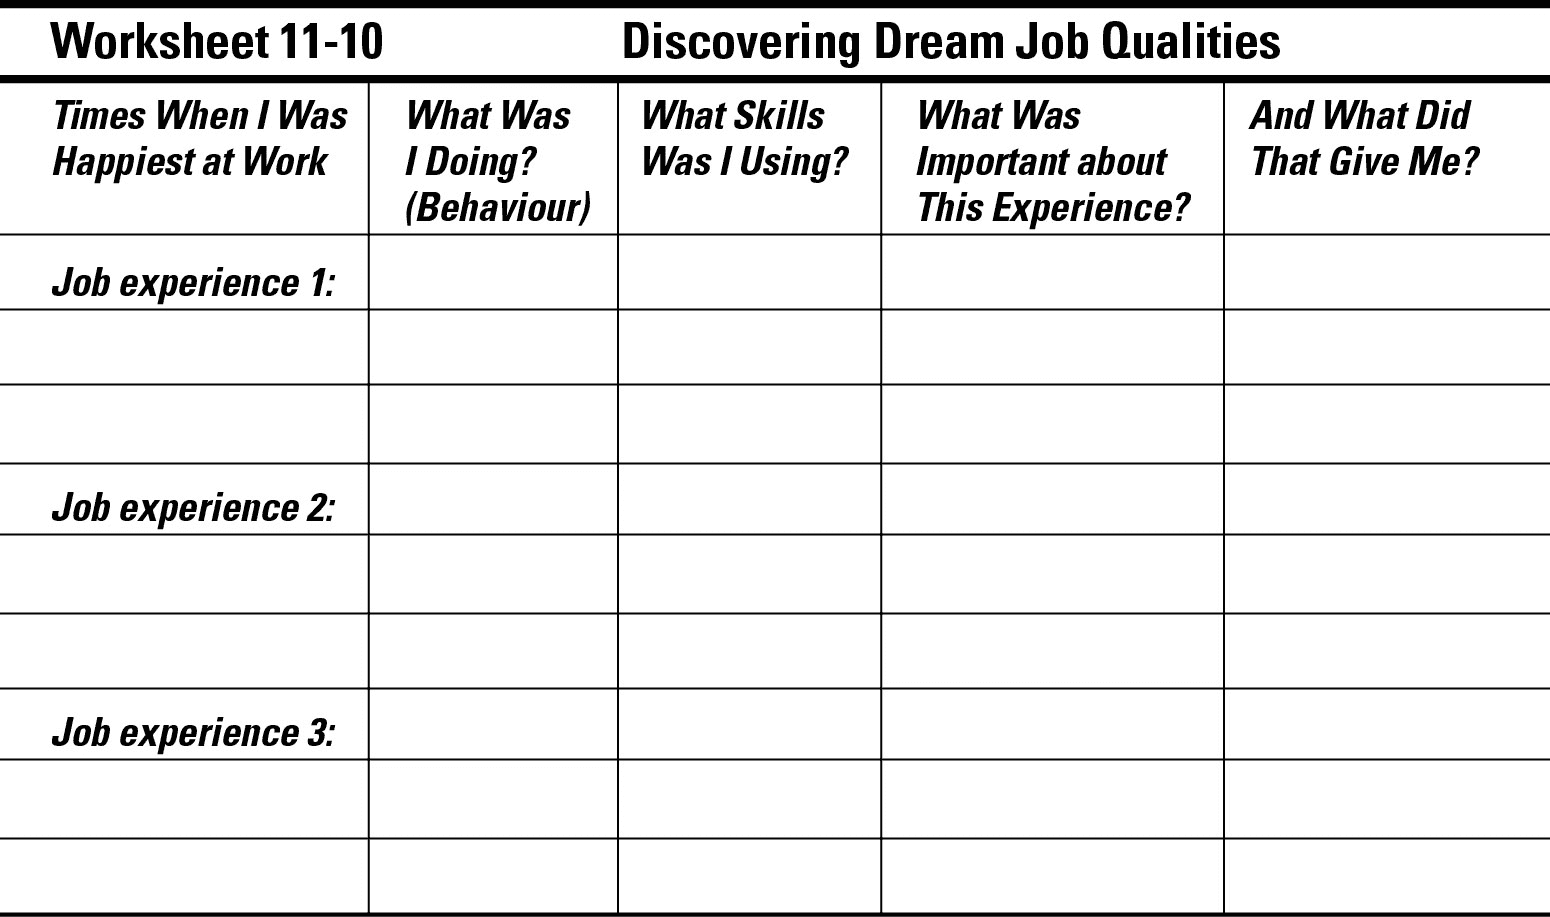 Worksheet 11-10 Discovering Dream Job Qualities
Times When I Was
Happiest at Work
What Was
I Doing?
(Behaviour)
What Skills
Was I Using?
What Was
Important about
This Experience?
And What Did
That Give Me?
Job experience 1:
Job experience 2:
Job experience 3: